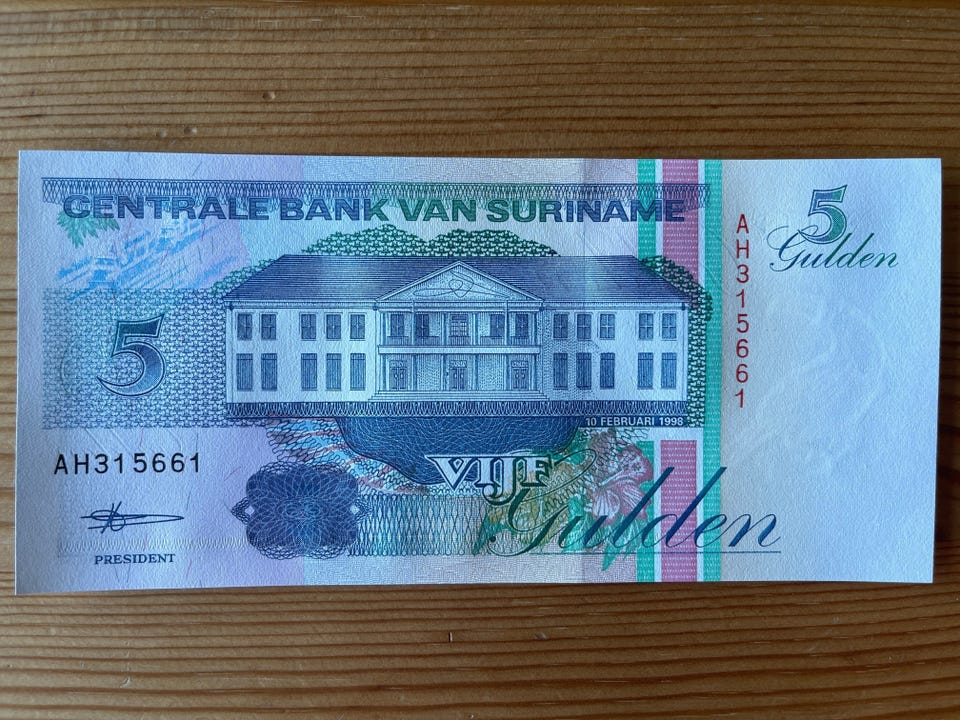 CENTRALE BANK VAN SURINAME
5
Gulden
AH315661
5
10 FEBRUARI 1998
AH315661
VIJF
Gulden
PRESIDENT